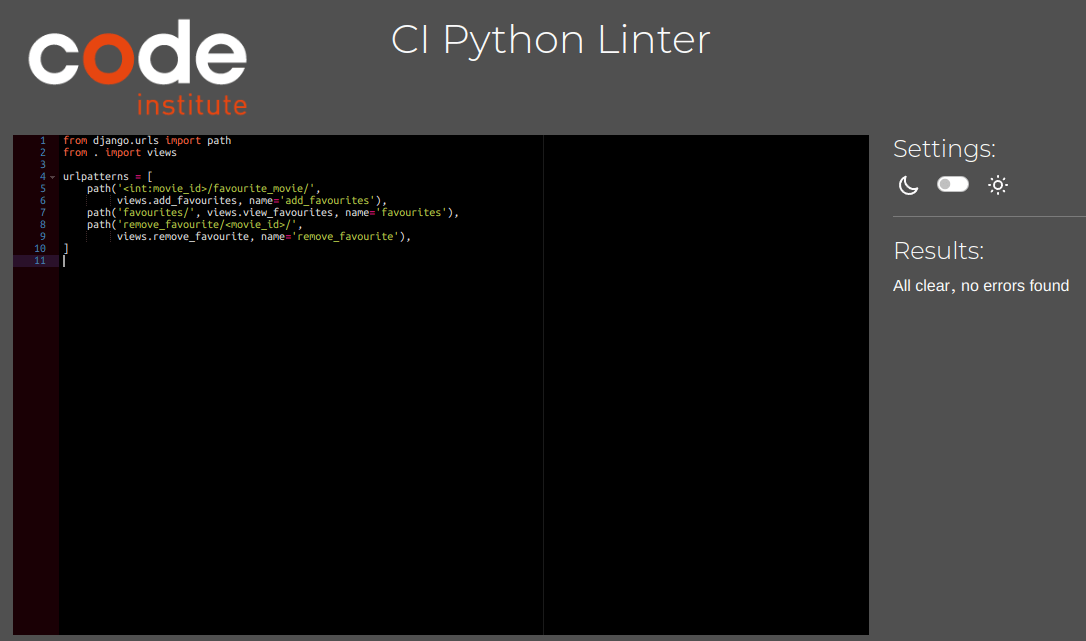 code
institute
CI Python Linter
1 from django.urls import path
2 from . import views
3
4 urlpatterns = [
5     path('<int:movie_id>/favourite_movie/',
6          views.add_favourites, name='add_favourites'),
7     path('favourites/', views.view_favourites, name='favourites'),
8     path('remove_favourite/<movie_id>/',
9          views.remove_favourite, name='remove_favourite'),
10 ]
11
Settings:
Results:
All clear, no errors found